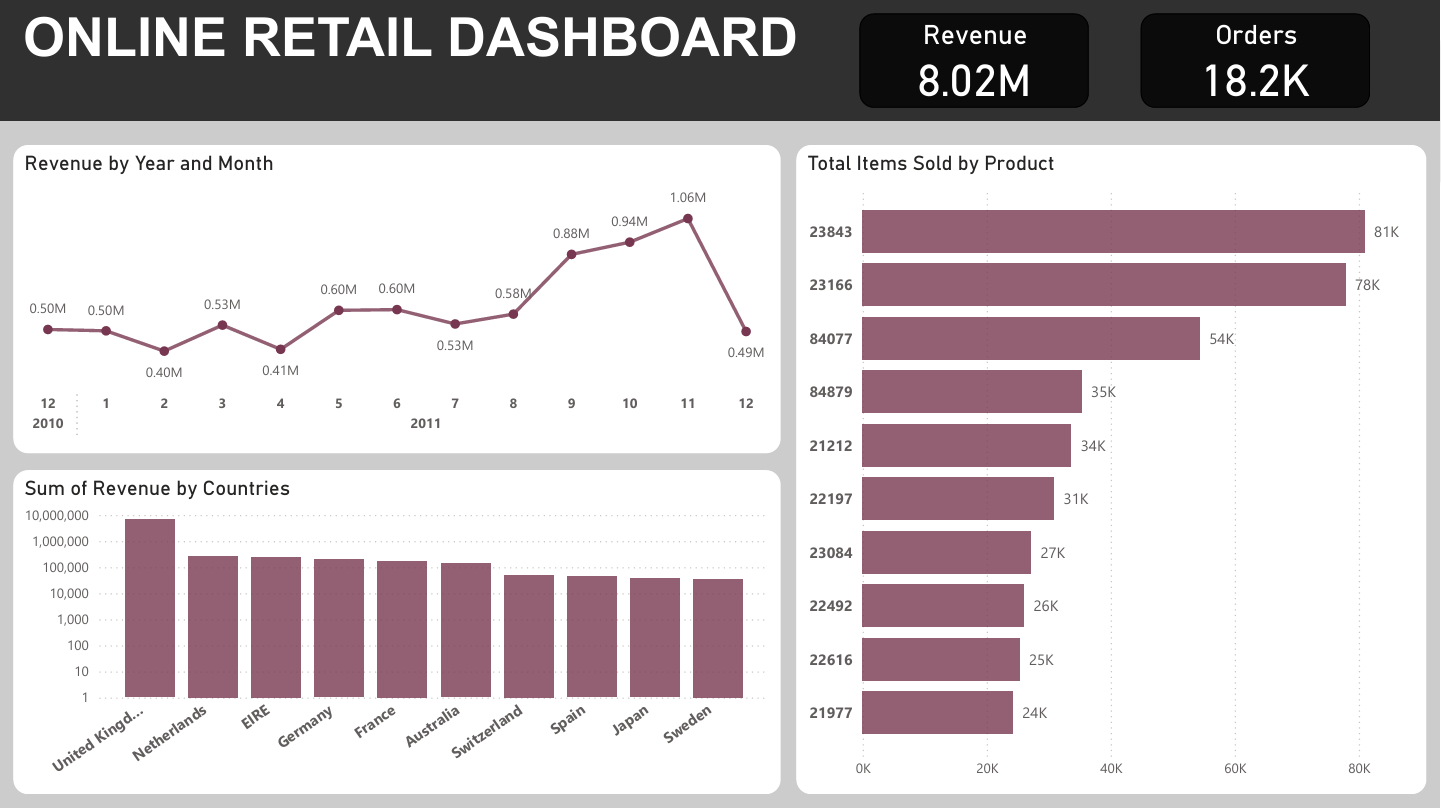 ONLINE RETAIL DASHBOARD
Revenue
8.02M
Orders
18.2K
Revenue by Year and Month
0.50M
0.50M
0.40M
0.53M
0.41M
0.60M
0.60M
0.53M
0.58M
0.88M
0.94M
1.06M
0.49M
12 1 2 3 4 5 6 7 8 9 10 11 12
2010 2011
Sum of Revenue by Countries
10,000,000
1,000,000
100,000
10,000
1,000
100
10
1
United Kingd...
Netherlands
EIRE
Germany
France
Australia
Switzerland
Spain
Japan
Sweden
Total Items Sold by Product
23843 81K
23166 78K
84077 54K
84879 35K
21212 34K
22197 31K
23084 27K
22492 26K
22616 25K
21977 24K
0K 20K 40K 60K 80K